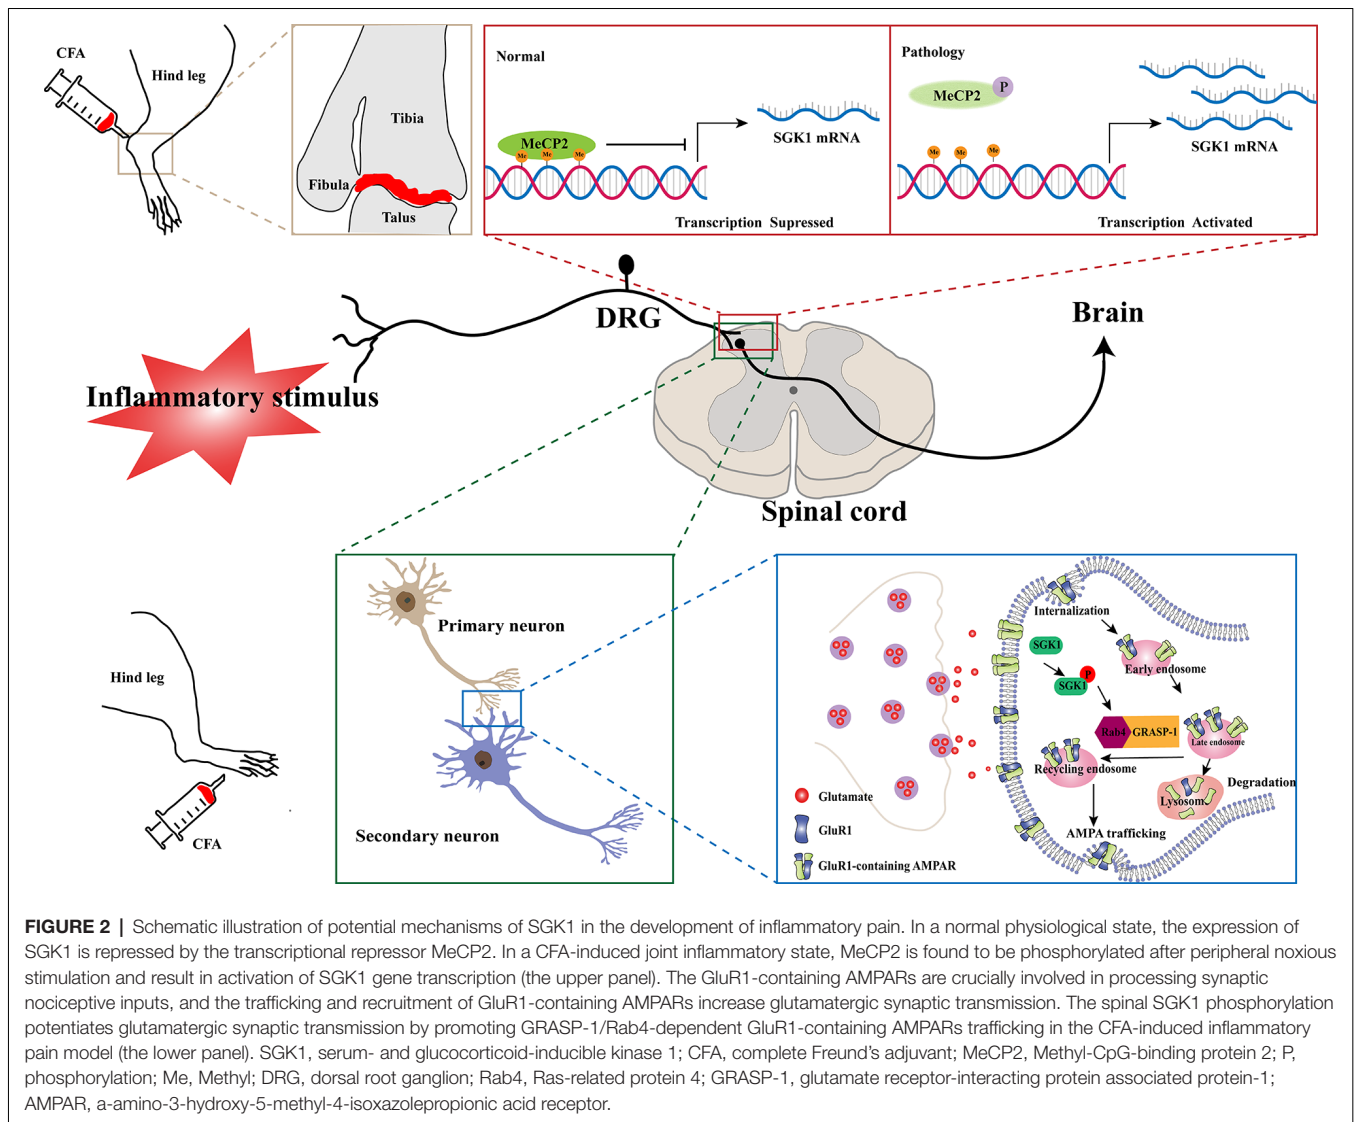 CFA
Hind leg
Tibia
Fibula
Talus
Normal
MeCP2
Me Me Me
SGK1 mRNA
Transcription Supressed
Pathology
MeCP2
P
Me Me Me
SGK1 mRNA
Transcription Activated
DRG
Brain
Inflammatory stimulus
Spinal cord
Hind leg
CFA
Primary neuron
Secondary neuron
Internalization
SGK1
Early endosome
P
SGK1
Rab4
GRASP-1
Late endosome
Recycling endosome
Degradation
Lysosom
AMPA trafficking
Glutamate
GluR1
GluR1-containing AMPAR
FIGURE 2 | Schematic illustration of potential mechanisms of SGK1 in the development of inflammatory pain. In a normal physiological state, the expression of
SGK1 is repressed by the transcriptional repressor MeCP2. In a CFA-induced joint inflammatory state, MeCP2 is found to be phosphorylated after peripheral noxious
stimulation and result in activation of SGK1 gene transcription (the upper panel). The GluR1-containing AMPARs are crucially involved in processing synaptic
nociceptive inputs, and the trafficking and recruitment of GluR1-containing AMPARs increase glutamatergic synaptic transmission. The spinal SGK1 phosphorylation
potentiates glutamatergic synaptic transmission by promoting GRASP-1/Rab4-dependent GluR1-containing AMPARs trafficking in the CFA-induced inflammatory
pain model (the lower panel). SGK1, serum- and glucocorticoid-inducible kinase 1; CFA, complete Freund's adjuvant; MeCP2, Methyl-CpG-binding protein 2; P,
phosphorylation; Me, Methyl; DRG, dorsal root ganglion; Rab4, Ras-related protein 4; GRASP-1, glutamate receptor-interacting protein associated protein-1;
AMPAR, a-amino-3-hydroxy-5-methyl-4-isoxazolepropionic acid receptor.